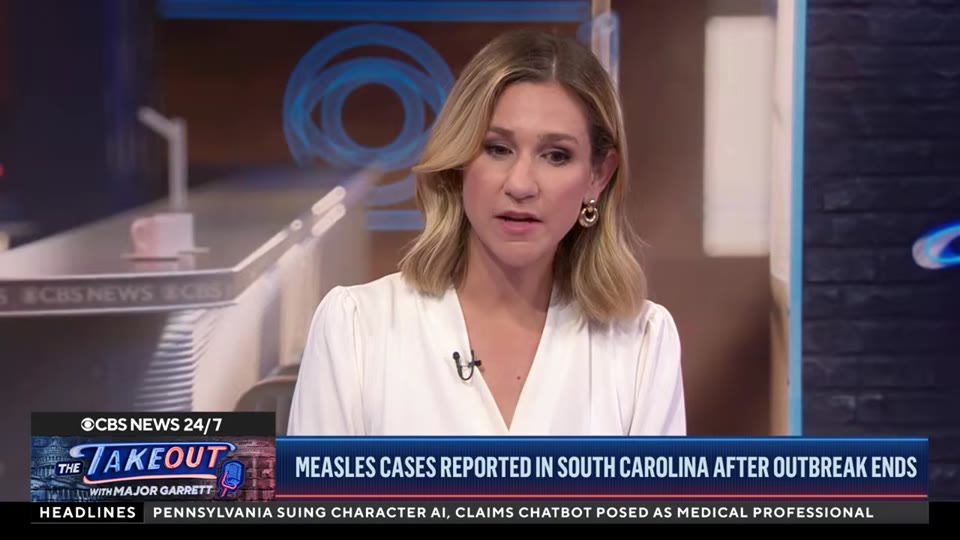 CBS NEWS
CBS NEWS 24/7
THE TAKEOUT
WITH MAJOR GARRETT
MEASLES CASES REPORTED IN SOUTH CAROLINA AFTER OUTBREAK ENDS
HEADLINES PENNSYLVANIA SUING CHARACTER AI, CLAIMS CHATBOT POSED AS MEDICAL PROFESSIONAL